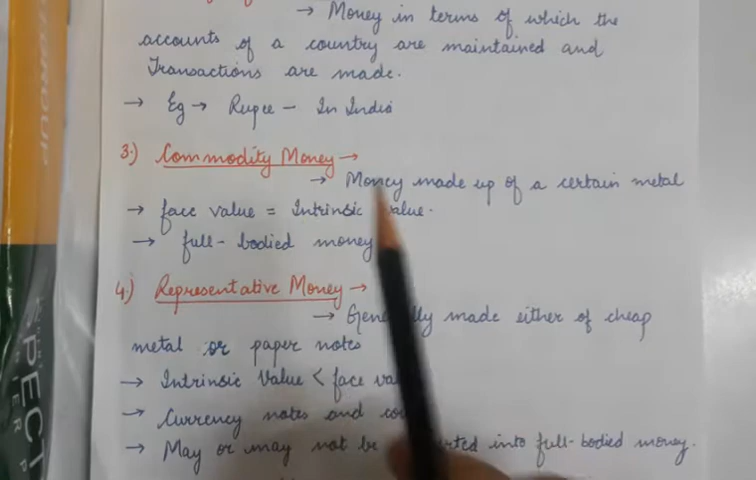 → Money in terms of which the
accounts of a country are maintained and
Transactions are made.
→ Eg → Rupee - In India
3.) Commodity Money →
→ Money made up of a certain metal
→ face value = Intrinsic value.
→ full-bodied money
4.) Representative Money →
→ Generally made either of cheap
metal or paper notes
→ Intrinsic Value < face
→ Currency notes and
→ May or may not be into full-bodied money.
GROUP
PECT